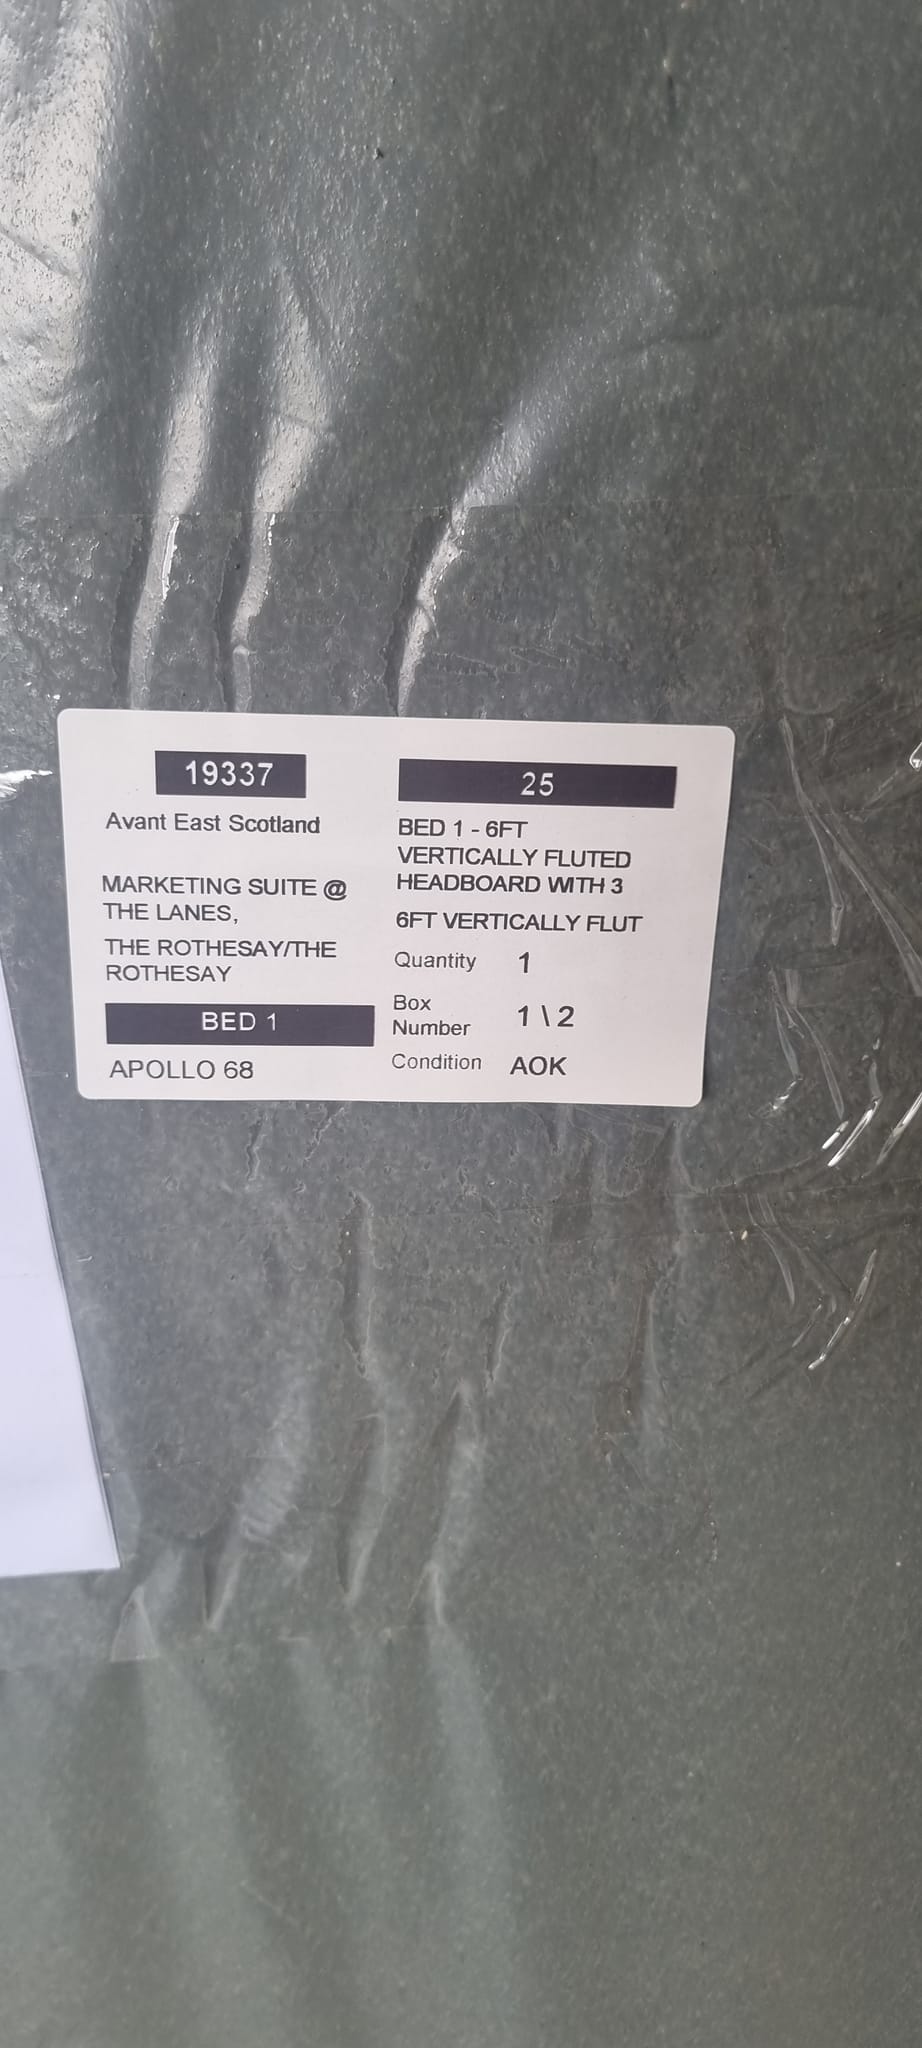 19337
Avant East Scotland
MARKETING SUITE @
THE LANES,
THE ROTHESAY/THE
ROTHESAY
BED 1
APOLLO 68
25
BED 1 - 6FT
VERTICALLY FLUTED
HEADBOARD WITH 3
6FT VERTICALLY FLUT
Quantity 1
Box
Number 1 \ 2
Condition AOK